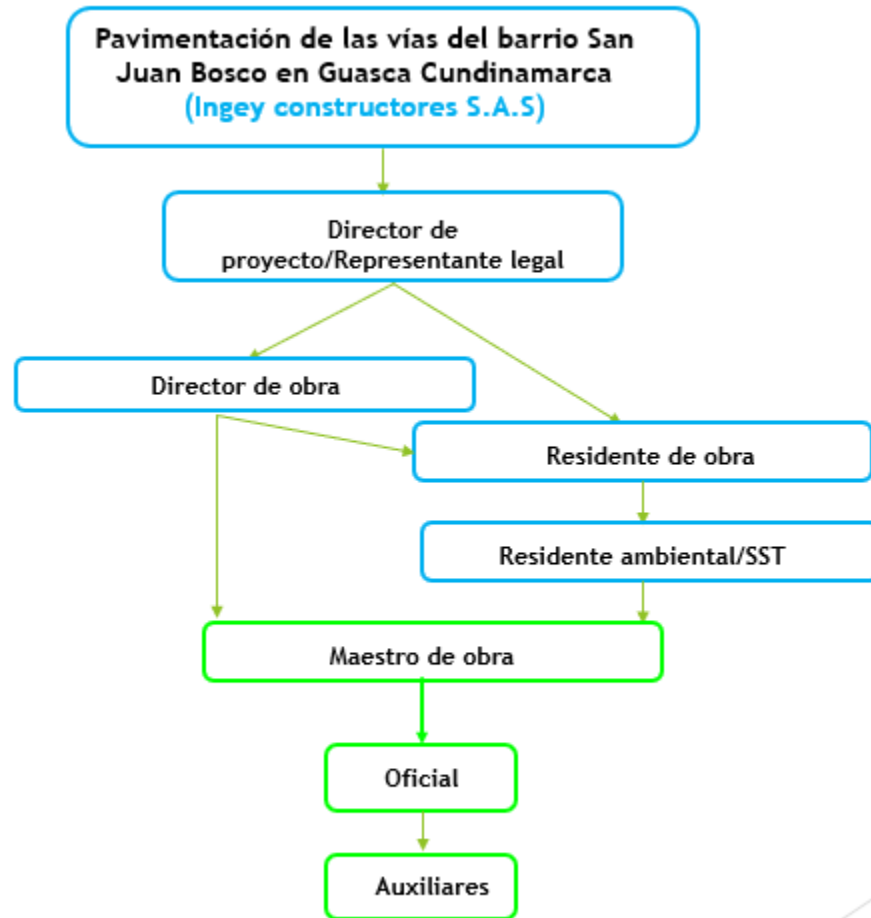 Pavimentación de las vías del barrio San
Juan Bosco en Guasca Cundinamarca
(Ingey constructores S.A.S)
Director de
proyecto/Representante legal
Director de obra
Residente de obra
Residente ambiental/SST
Maestro de obra
Oficial
Auxiliares